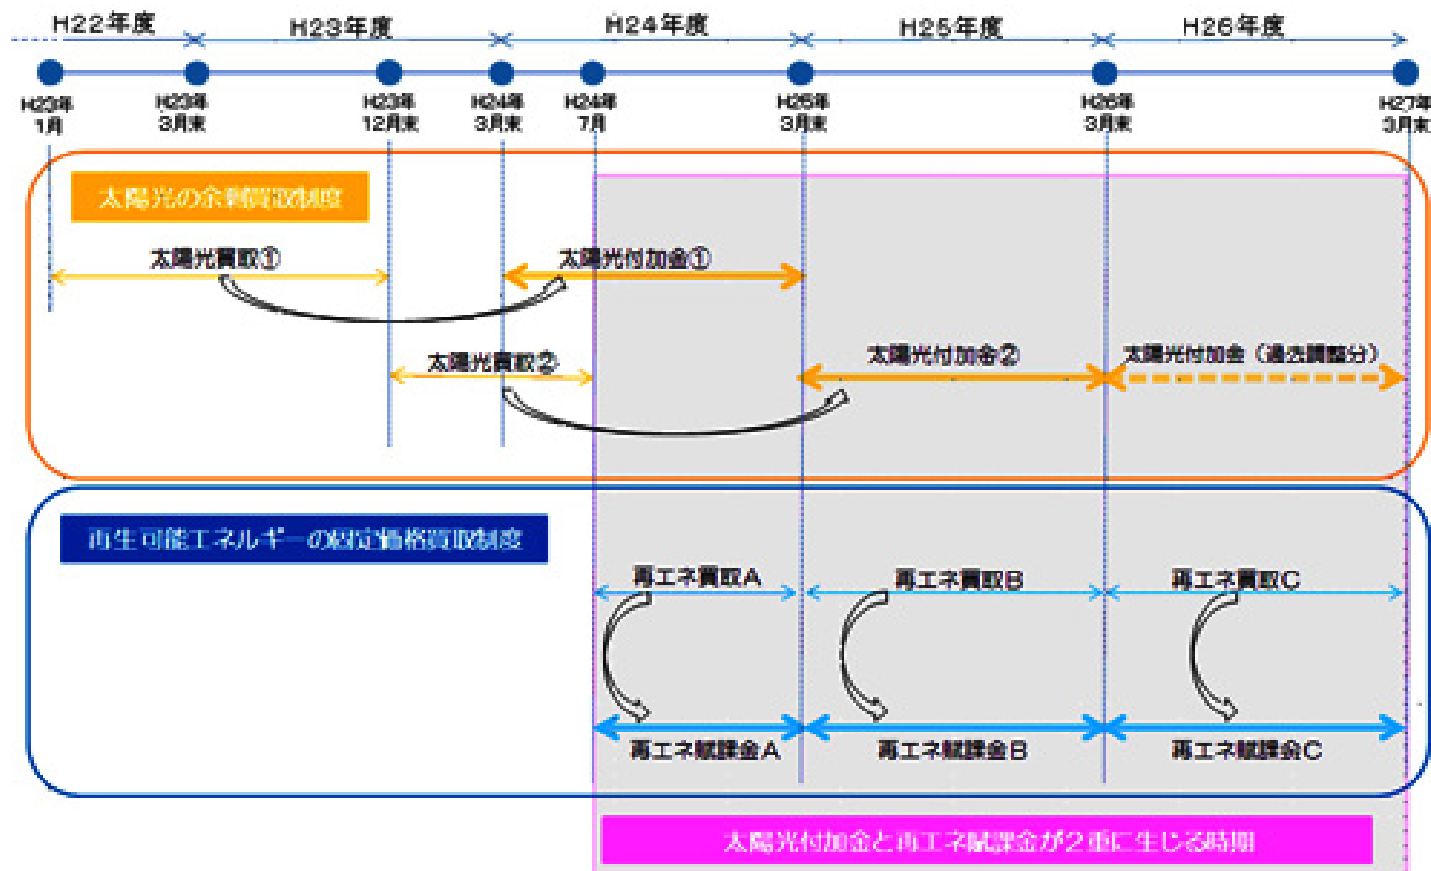 H22年度
H23年度
H24年度
H25年度
H26年度
H23年
1月
H23年
3月末
H23年
12月末
H24年
3月末
H24年
7月
H25年
3月末
H26年
3月末
H27年
3月末
太陽光の余剰買取制度
太陽光買取①
太陽光付加金①
太陽光買取②
太陽光付加金②
太陽光付加金（過去調整分）
再生可能エネルギーの固定価格買取制度
再エネ買取A
再エネ買取B
再エネ買取C
再エネ賦課金A
再エネ賦課金B
再エネ賦課金C
太陽光付加金と再エネ賦課金が2重に生じる時期